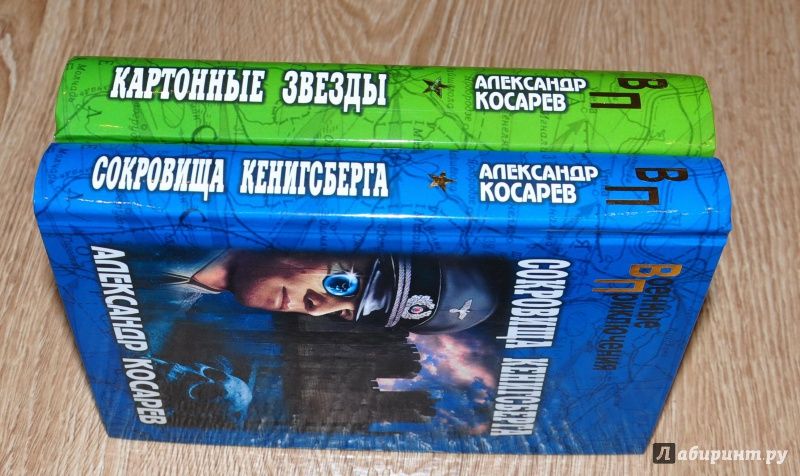 КАРТОННЫЕ ЗВЕЗДЫ
АЛЕКСАНДР
КОСАРЕВ
ВП
СОКРОВИЩА КЕНИГСБЕРГА
АЛЕКСАНДР
КОСАРЕВ
ВП
АЛЕКСАНДР КОСАРЕВ
СОКРОВИЩА КЕНИГСБЕРГА
Военные
Приключения
Лабиринт.ру